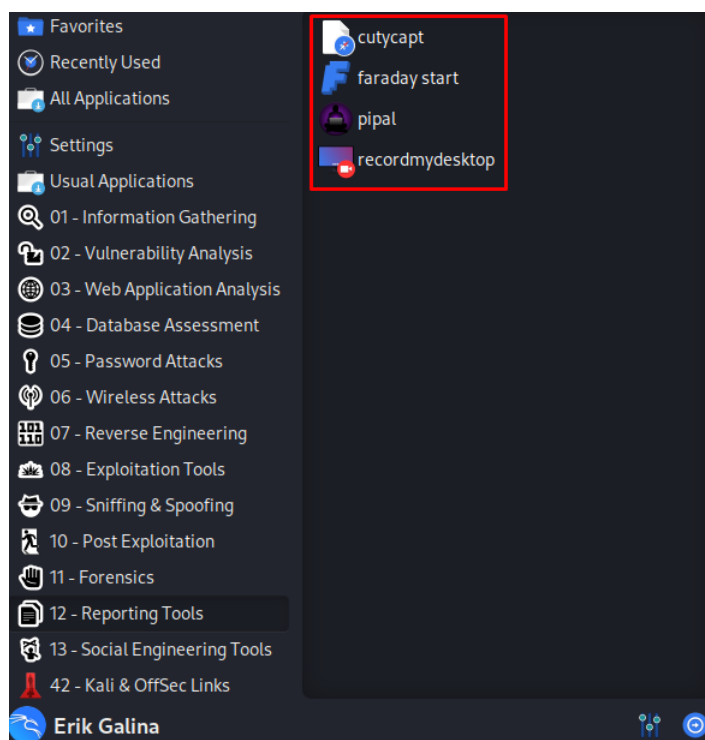 Favorites
Recently Used
All Applications
Settings
Usual Applications
01 - Information Gathering
02 - Vulnerability Analysis
03 - Web Application Analysis
04 - Database Assessment
05 - Password Attacks
06 - Wireless Attacks
07 - Reverse Engineering
08 - Exploitation Tools
09 - Sniffing & Spoofing
10 - Post Exploitation
11 - Forensics
12 - Reporting Tools
13 - Social Engineering Tools
42 - Kali & OffSec Links
Erik Galina
cutycapt
faraday start
pipal
recordmydesktop